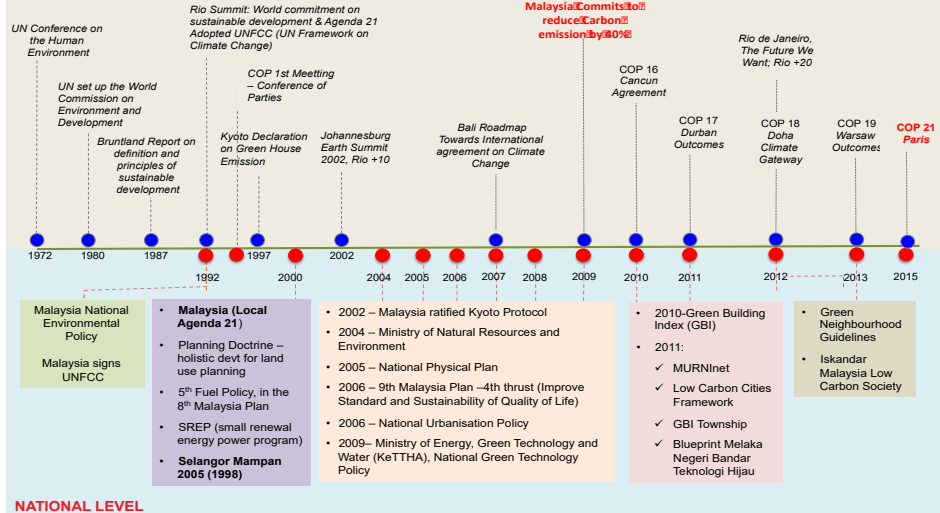 UN Conference on
the Human
Environment
UN set up the World
Commission on
Environment and
Development
Bruntland Report on
definition and
principles of
sustainable
development
Rio Summit: World commitment on
sustainable development & Agenda 21
Adopted UNFCC (UN Framework on
Climate Change)
COP 1st Meetting
– Conference of
Parties
Kyoto Declaration
on Green House
Emission
Johannesburg
Earth Summit
2002, Rio +10
Bali Roadmap
Towards International
agreement on Climate
Change
Malaysia Commits to
reduce Carbon
emission by 40%
COP 16
Cancun
Agreement
COP 17
Durban
Outcomes
Rio de Janeiro,
The Future We
Want; Rio +20
COP 18
Doha
Climate
Gateway
COP 19
Warsaw
Outcomes
COP 21
Paris
1972
1980
1987
1992
1997
2000
2002
2004
2005
2006
2007
2008
2009
2010
2011
2012
2013
2015
Malaysia National
Environmental
Policy
Malaysia signs
UNFCC
• Malaysia (Local
Agenda 21)
• Planning Doctrine –
holistic devt for land
use planning
• 5th Fuel Policy, in the
8th Malaysia Plan
• SREP (small renewal
energy power program)
• Selangor Mampan
2005 (1998)
• 2002 – Malaysia ratified Kyoto Protocol
• 2004 – Ministry of Natural Resources and
Environment
• 2005 – National Physical Plan
• 2006 – 9th Malaysia Plan –4th thrust (Improve
Standard and Sustainability of Quality of Life)
• 2006 – National Urbanisation Policy
• 2009– Ministry of Energy, Green Technology and
Water (KeTTHA), National Green Technology
Policy
• 2010-Green Building
Index (GBI)
• 2011:
✓ MURNInet
✓ Low Carbon Cities
Framework
✓ GBI Township
✓ Blueprint Melaka
Negeri Bandar
Teknologi Hijau
• Green
Neighbourhood
Guidelines
• Iskandar
Malaysia Low
Carbon Society
NATIONAL LEVEL